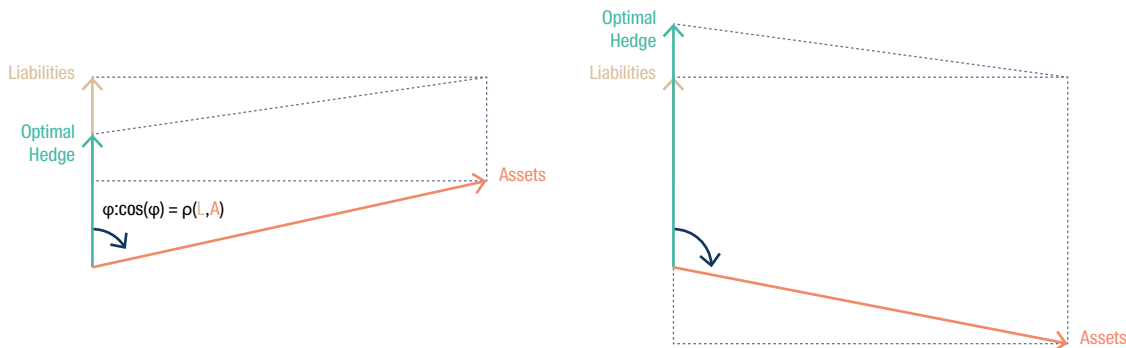 Liabilities
Optimal
Hedge
φ:cos(φ) = ρ(L,A)
Assets
Optimal
Hedge
Liabilities
Assets